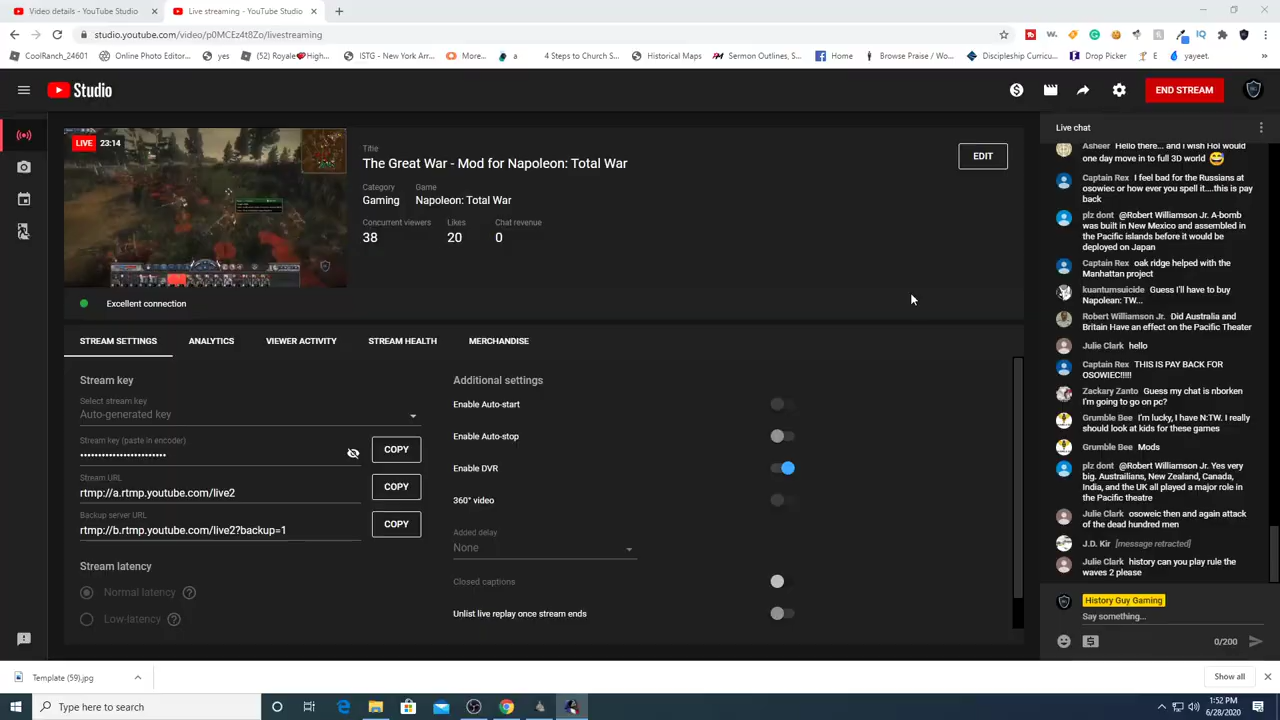 Video details - YouTube Studio
Live streaming - YouTube Studio
studio.youtube.com/video/p0MCEz4t8Zo/livestreaming
CoolRanch_24601
Online Photo Editor...
yes
(52) Royale❤High...
ISTG - New York Arr...
More...
a
4 Steps to Church S...
Historical Maps
Sermon Outlines, S...
Home
Browse Praise / Wo...
Discipleship Curricu...
Drop Picker
E
yayeet.
»
Studio
END STREAM
LIVE 23:14
Title
The Great War - Mod for Napoleon: Total War
EDIT
Category
Game
Gaming
Napoleon: Total War
Concurrent viewers
Likes
Chat revenue
38
20
0
Excellent connection
STREAM SETTINGS
ANALYTICS
VIEWER ACTIVITY
STREAM HEALTH
MERCHANDISE
Stream key
Select stream key
Auto-generated key
Stream key (paste in encoder)
••••••••••••••••••••••••
COPY
Stream URL
rtmp://a.rtmp.youtube.com/live2
COPY
Backup server URL
rtmp://b.rtmp.youtube.com/live2?backup=1
COPY
Stream latency
Normal latency
Low-latency
Additional settings
Enable Auto-start
Enable Auto-stop
Enable DVR
360° video
Added delay
None
Closed captions
Unlist live replay once stream ends
Live chat
Asheer Hello there... and i wish HoI would
one day move in to full 3D world 😅
Captain Rex I feel bad for the Russians at
osowiec or how ever you spell it....this is pay
back
plz dont @Robert Williamson Jr. A-bomb
was built in New Mexico and assembled in
the Pacific islands before it would be
deployed on Japan
Captain Rex oak ridge helped with the
Manhattan project
kuantumsuicide Guess I'll have to buy
Napolean: TW...
Robert Williamson Jr. Did Australia and
Britain Have an effect on the Pacific Theater
Julie Clark hello
Captain Rex THIS IS PAY BACK FOR
OSOWIEC!!!!!
Zackary Zanto Guess my chat is nborken
I'm going to go on pc?
Grumble Bee I'm lucky, I have N:TW. I really
should look at kids for these games
Grumble Bee Mods
plz dont @Robert Williamson Jr. Yes very
big. Austrailians, New Zealand, Canada,
India, and the UK all played a major role in
the Pacific theatre
Julie Clark osoweic then and again attack
of the dead hundred men
J.D. Kir [message retracted]
Julie Clark history can you play rule the
waves 2 please
History Guy Gaming
Say something...
0/200
Template (59).jpg
Show all
Type here to search
1:52 PM
6/28/2020